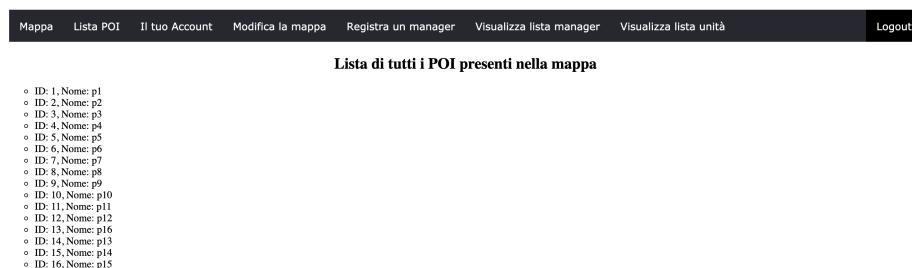 Mappa Lista POI Il tuo Account Modifica la mappa Registra un manager Visualizza lista manager Visualizza lista unità Logout
Lista di tutti i POI presenti nella mappa
ID: 1, Nome: p1
ID: 2, Nome: p2
ID: 3, Nome: p3
ID: 4, Nome: p4
ID: 5, Nome: p5
ID: 6, Nome: p6
ID: 7, Nome: p7
ID: 8, Nome: p8
ID: 9, Nome: p9
ID: 10, Nome: p10
ID: 11, Nome: p11
ID: 12, Nome: p12
ID: 13, Nome: p16
ID: 14, Nome: p13
ID: 15, Nome: p14
ID: 16, Nome: p15